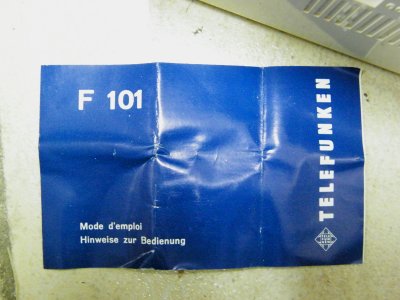 F 101
TELEFUNKEN
Mode d'emploi
Hinweise zur Bedienung